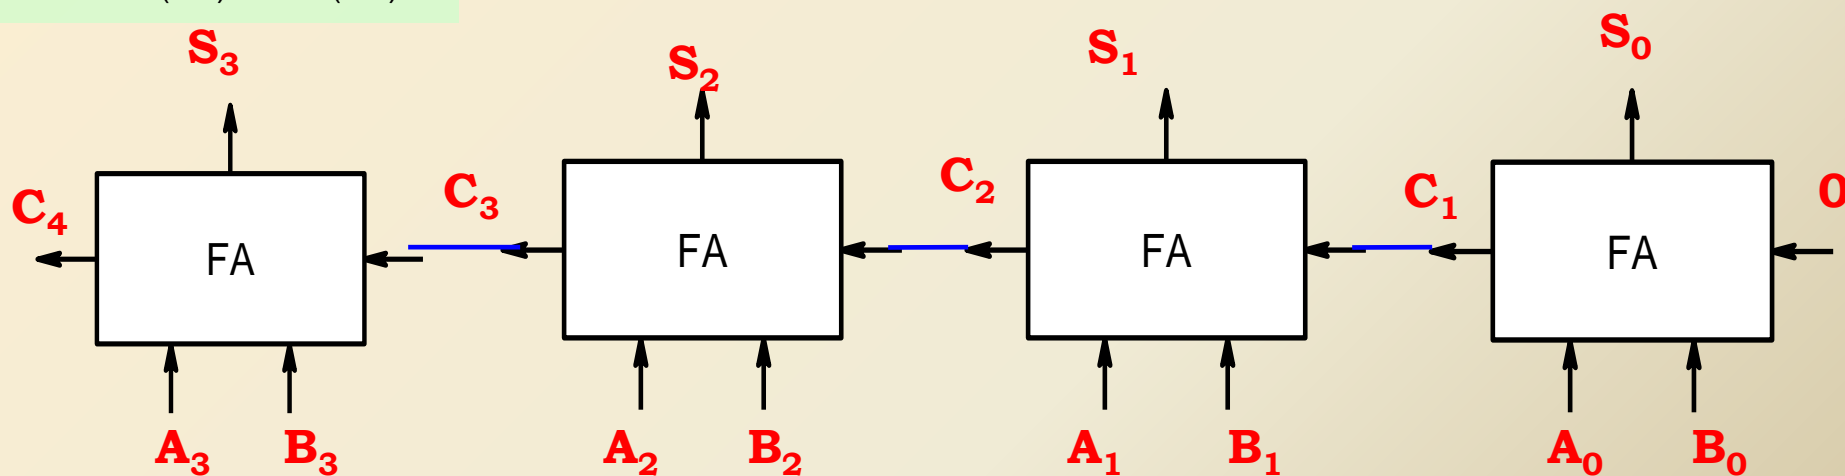 S₃ S₂ S₁ S₀
C₄ C₃ C₂ C₁ 0
FA FA FA FA
A₃ B₃ A₂ B₂ A₁ B₁ A₀ B₀